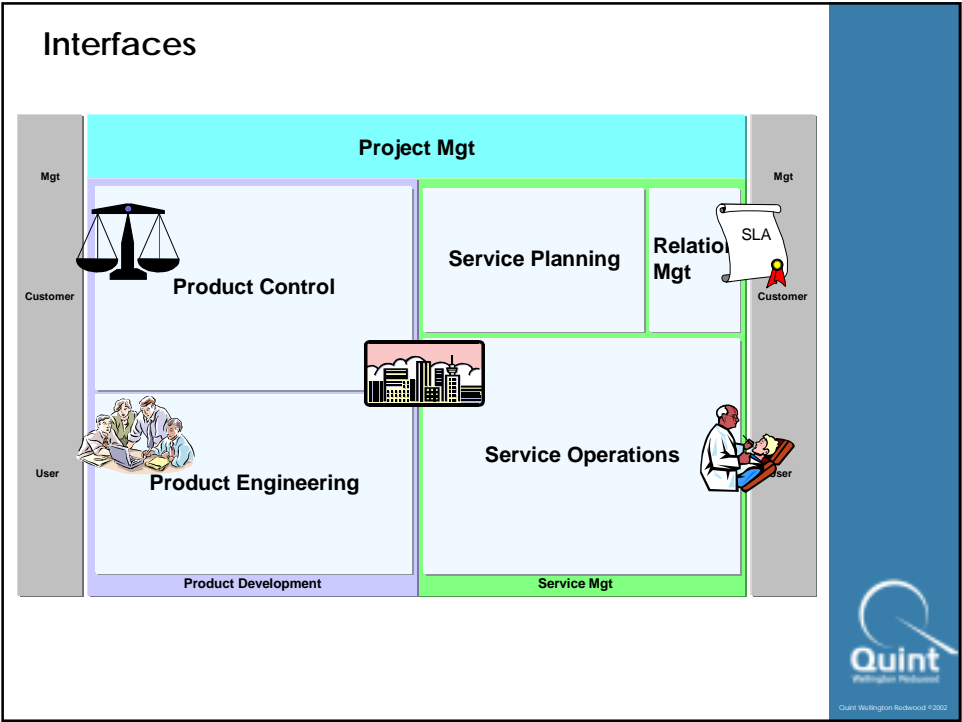 Interfaces
Project Mgt
Mgt
Mgt
SLA
Service Planning
Relatio
Mgt
Product Control
Customer
Customer
Service Operations
User
ser
Product Engineering
Product Development
Service Mgt
Quint
Wellington Redwood
Quint Wellington Redwood ©2002